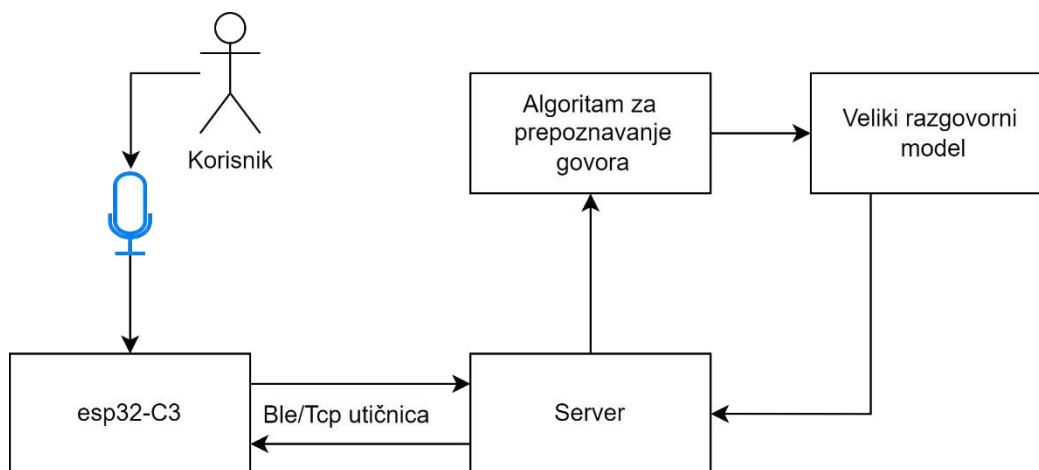 Korisnik
Algoritam za
prepoznavanje
govora
Veliki razgovorni
model
esp32-C3
Ble/Tcp utičnica
Server